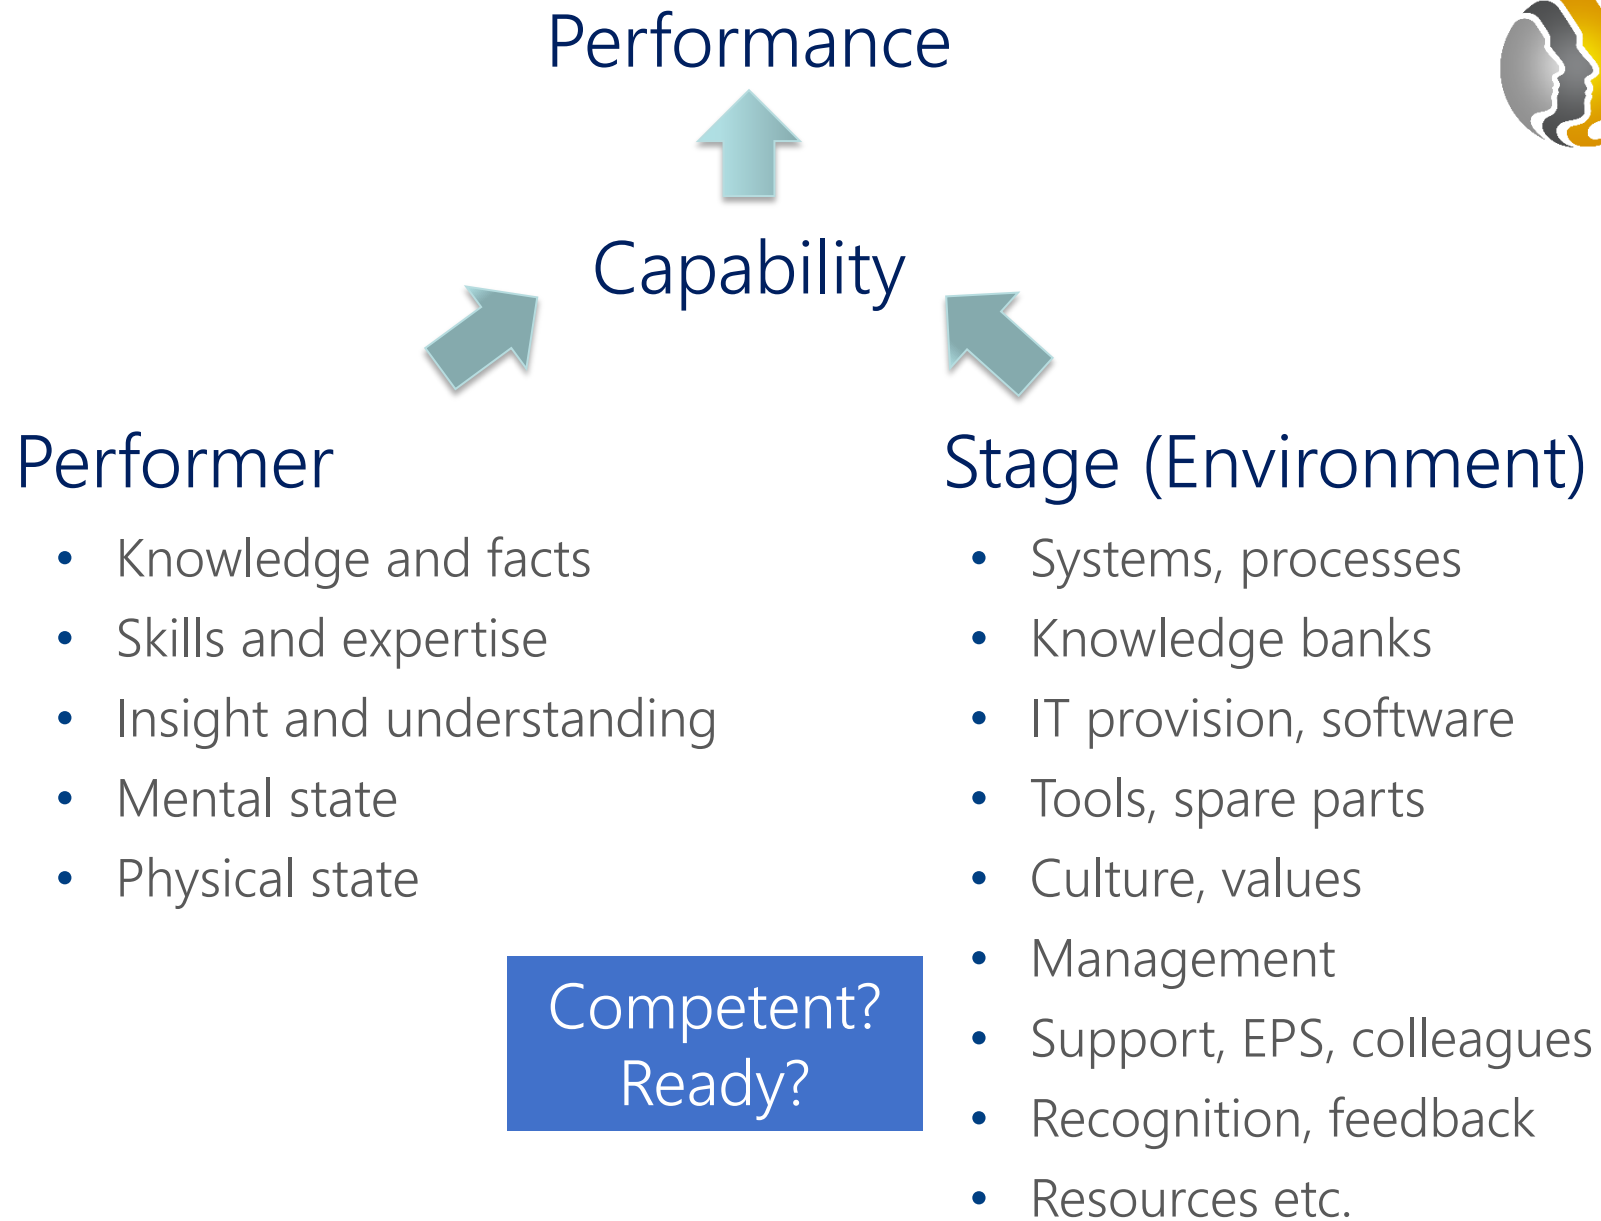 Performance
Capability
Performer
• Knowledge and facts
• Skills and expertise
• Insight and understanding
• Mental state
• Physical state
Stage (Environment)
• Systems, processes
• Knowledge banks
• IT provision, software
• Tools, spare parts
• Culture, values
• Management
• Support, EPS, colleagues
• Recognition, feedback
• Resources etc.
Competent?
Ready?